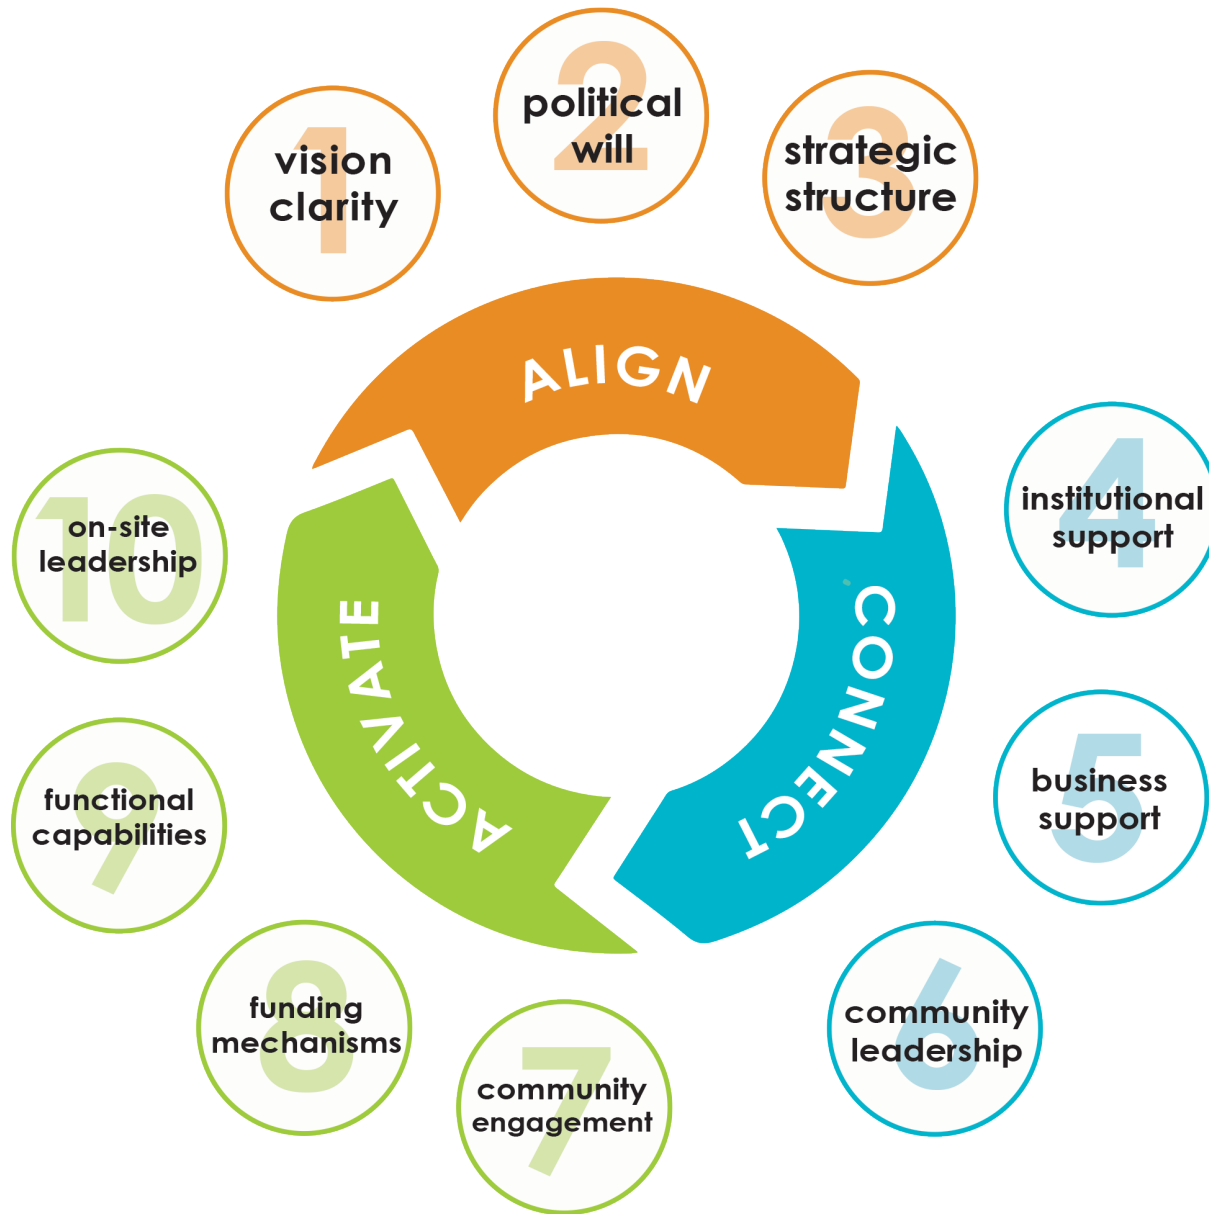 1
vision
clarity
2
political
will
3
strategic
structure
ALIGN
4
institutional
support
5
business
support
6
community
leadership
CONNECT
7
community
engagement
8
funding
mechanisms
9
functional
capabilities
10
on-site
leadership
ACTIVATE